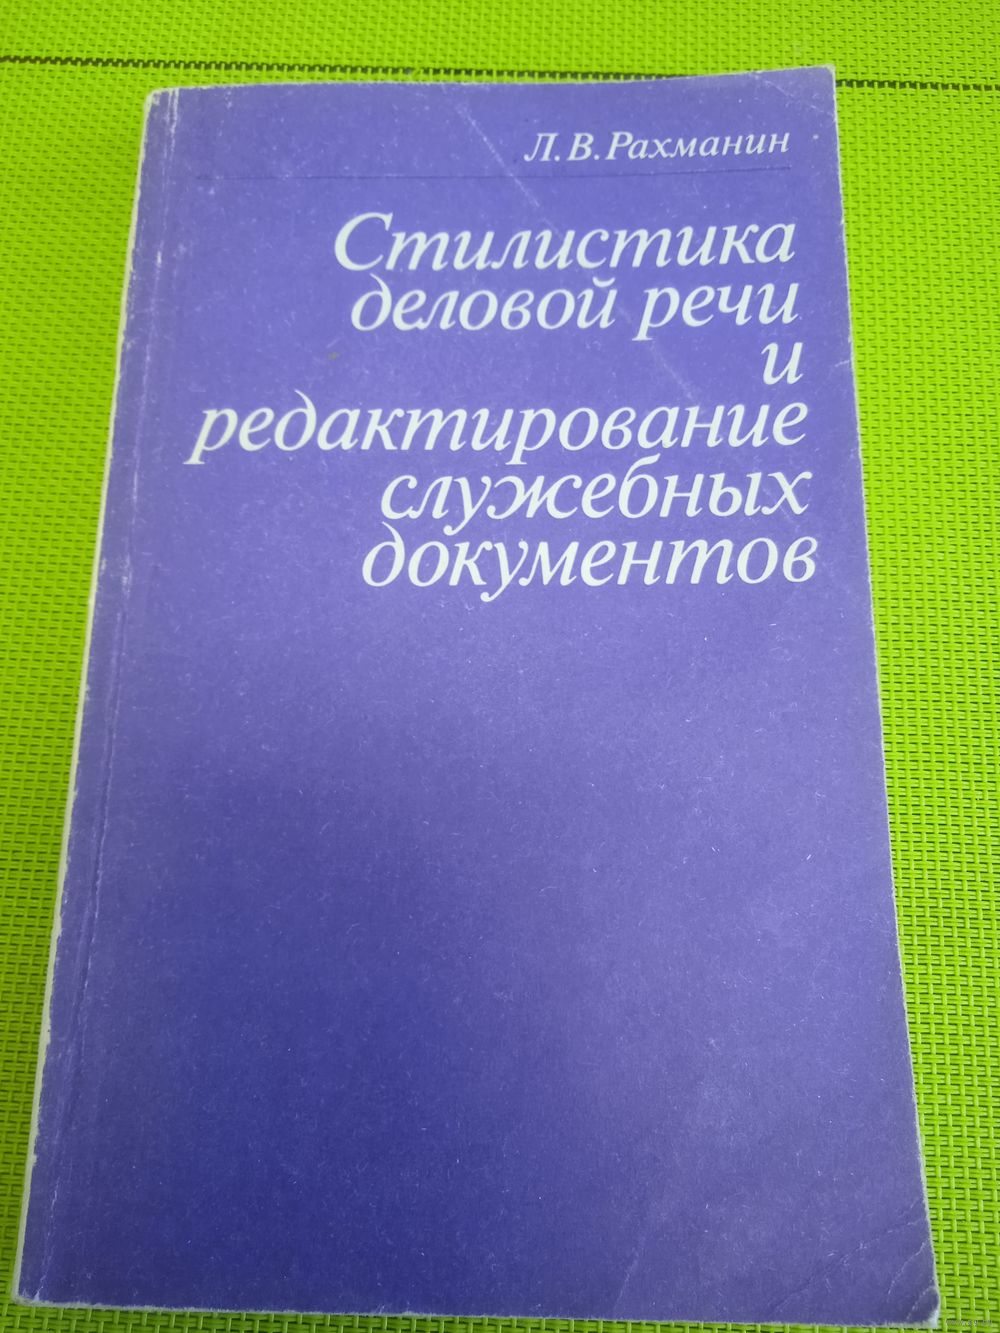 Л. В. Рахманин
Стилистика
деловой речи
и
редактирование
служебных
документов